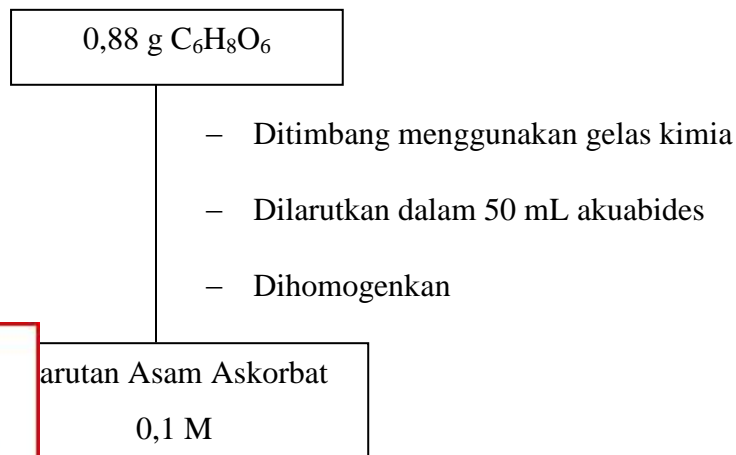 0,88 g C₆H₈O₆
– Ditimbang menggunakan gelas kimia
– Dilarutkan dalam 50 mL akuabides
– Dihomogenkan
arutan Asam Askorbat
0,1 M